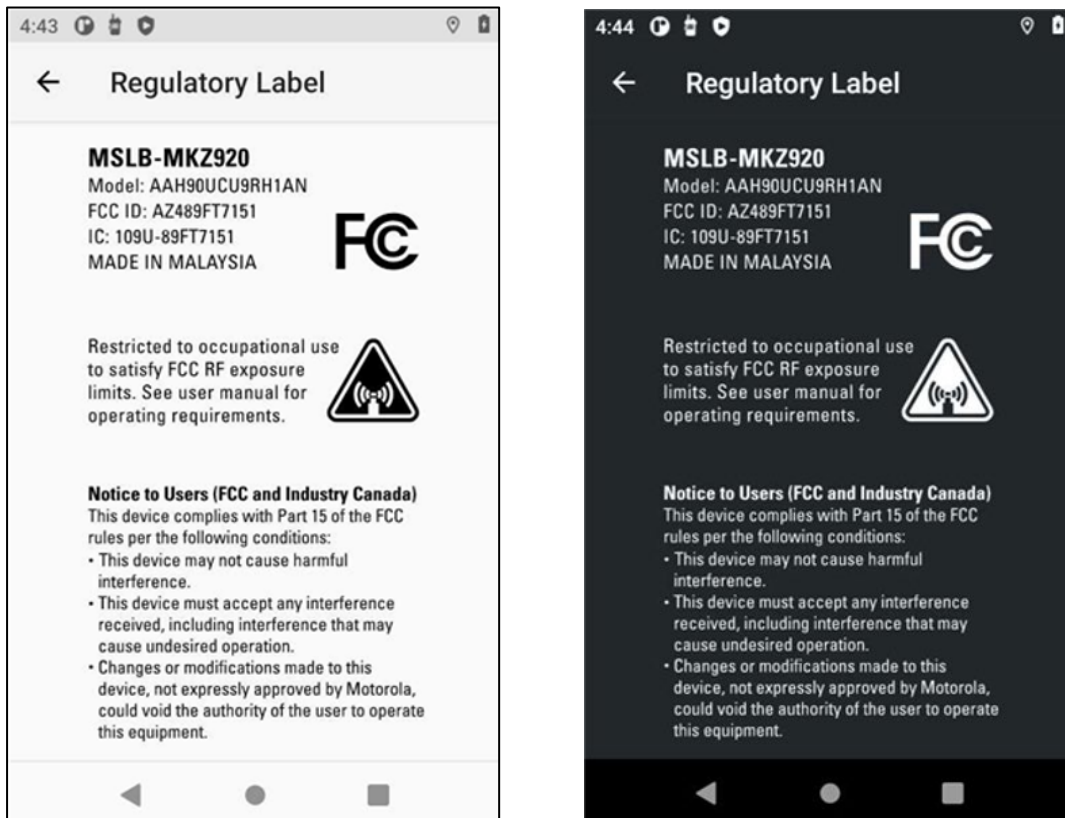 4:43
Regulatory Label
MSLB-MKZ920
Model: AAH90UCU9RH1AN
FCC ID: AZ489FT7151
IC: 109U-89FT7151
MADE IN MALAYSIA
FC
Restricted to occupational use
to satisfy FCC RF exposure
limits. See user manual for
operating requirements.
Notice to Users (FCC and Industry Canada)
This device complies with Part 15 of the FCC
rules per the following conditions:
• This device may not cause harmful
interference.
• This device must accept any interference
received, including interference that may
cause undesired operation.
• Changes or modifications made to this
device, not expressly approved by Motorola,
could void the authority of the user to operate
this equipment.
4:44
Regulatory Label
MSLB-MKZ920
Model: AAH90UCU9RH1AN
FCC ID: AZ489FT7151
IC: 109U-89FT7151
MADE IN MALAYSIA
FC
Restricted to occupational use
to satisfy FCC RF exposure
limits. See user manual for
operating requirements.
Notice to Users (FCC and Industry Canada)
This device complies with Part 15 of the FCC
rules per the following conditions:
• This device may not cause harmful
interference.
• This device must accept any interference
received, including interference that may
cause undesired operation.
• Changes or modifications made to this
device, not expressly approved by Motorola,
could void the authority of the user to operate
this equipment.